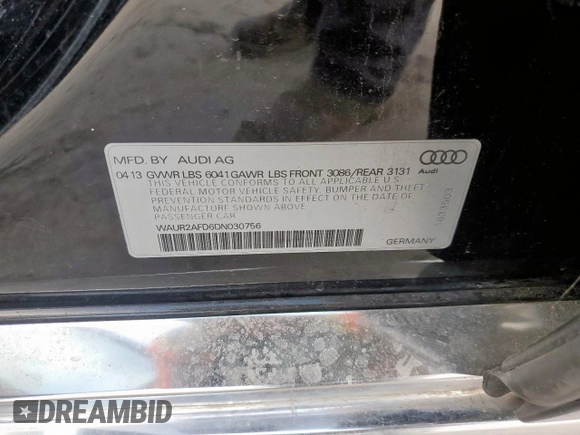 MFD. BY AUDI AG
04 13 GVWR LBS 6041 GAWR LBS FRONT 3086/REAR 3131
THIS VEHICLE CONFORMS TO ALL APPLICABLE U.S
FEDERAL MOTOR VEHICLE SAFETY, BUMPER AND THEFT
PREVENTION STANDARDS IN EFFECT ON THE DATE OF
MANUFACTURE SHOWN ABOVE
PASSENGER CAR
WAUR2AFD6DN030756
Audi
GERMANY
DREAMBID